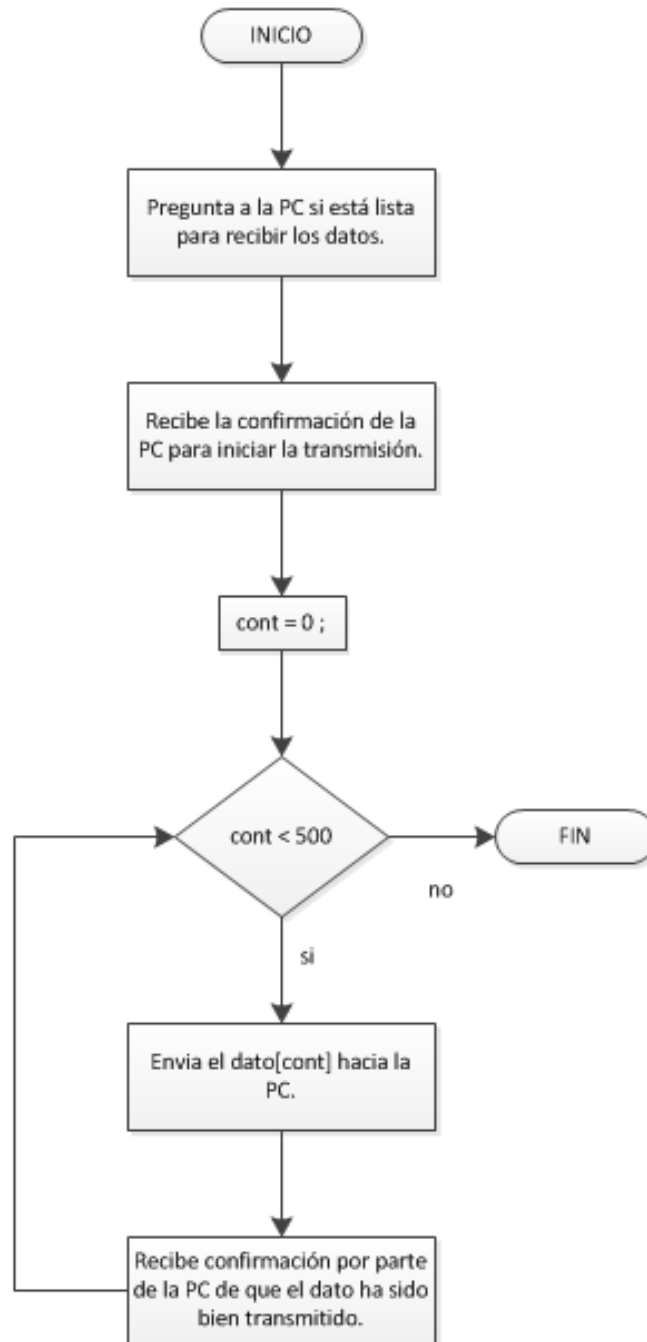 INICIO
Pregunta a la PC si está lista
para recibir los datos.
Recibe la confirmación de la
PC para iniciar la transmisión.
cont = 0 ;
cont < 500
FIN
no
si
Envia el dato[cont] hacia la
PC.
Recibe confirmación por parte
de la PC de que el dato ha sido
bien transmitido.